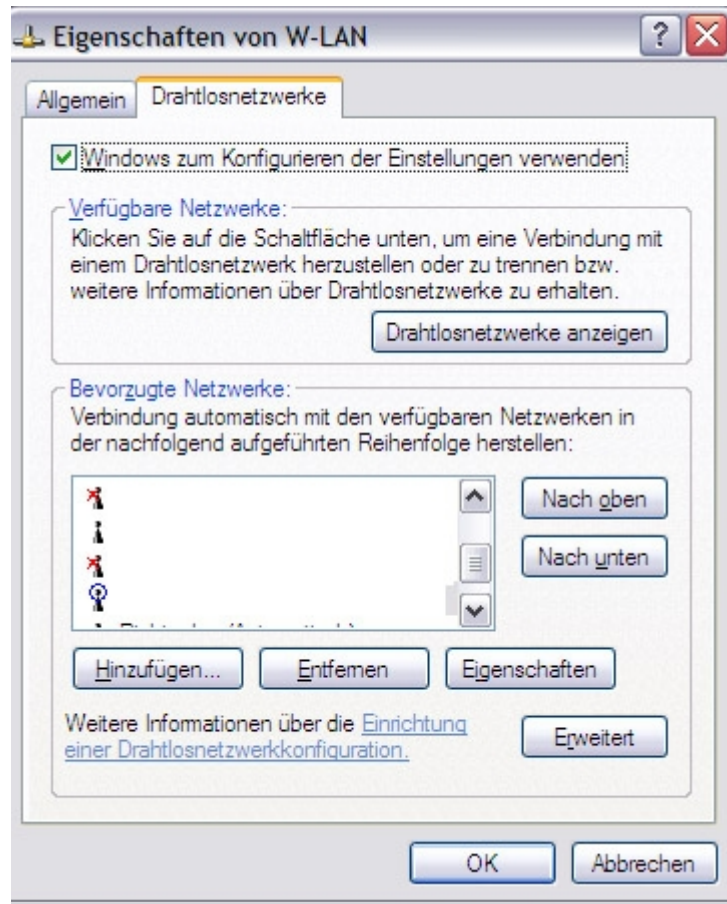 Eigenschaften von W-LAN
?
Allgemein
Drahtlosnetzwerke
Windows zum Konfigurieren der Einstellungen verwenden
Verfügbare Netzwerke:
Klicken Sie auf die Schaltfläche unten, um eine Verbindung mit
einem Drahtlosnetzwerk herzustellen oder zu trennen bzw.
weitere Informationen über Drahtlosnetzwerke zu erhalten.
Drahtlosnetzwerke anzeigen
Bevorzugte Netzwerke:
Verbindung automatisch mit den verfügbaren Netzwerken in
der nachfolgend aufgeführten Reihenfolge herstellen:
Nach oben
Nach unten
Hinzufügen...
Entfernen
Eigenschaften
Weitere Informationen über die Einrichtung
einer Drahtlosnetzwerkkonfiguration.
Erweitert
OK
Abbrechen